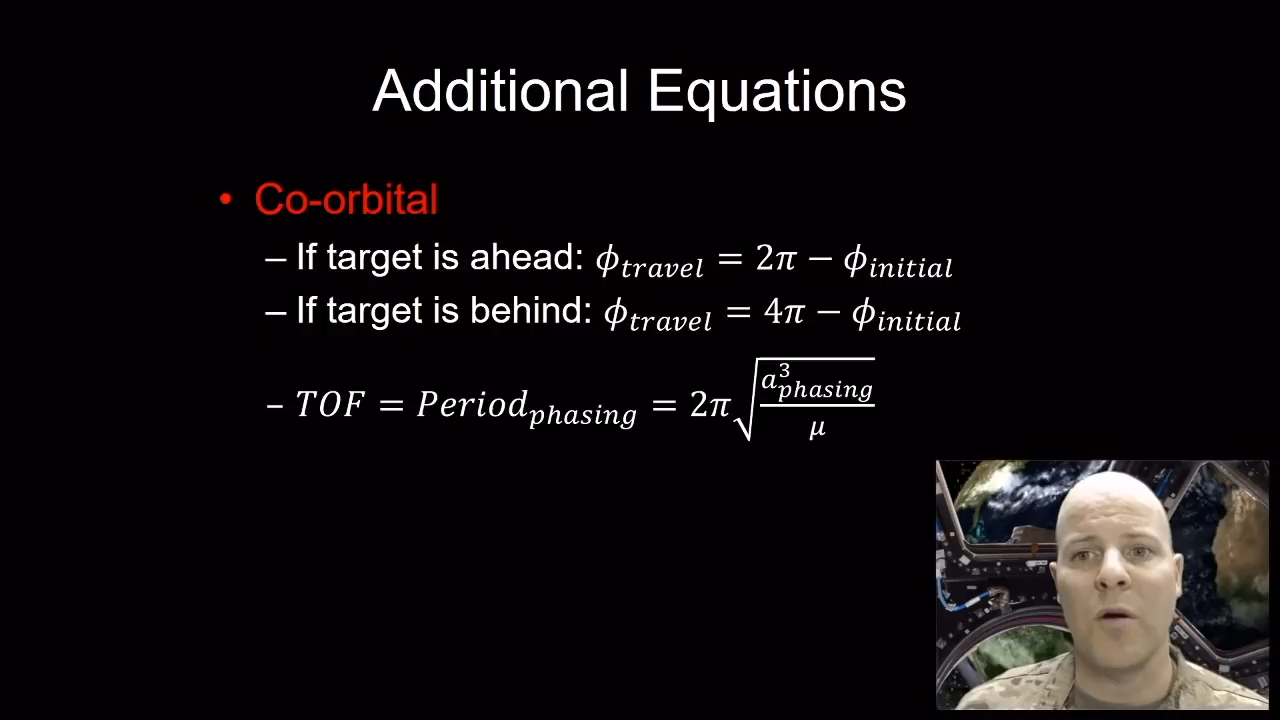 Additional Equations
• Co-orbital
– If target is ahead: ϕ_travel = 2π − ϕ_initial
– If target is behind: ϕ_travel = 4π − ϕ_initial
– TOF = Period_phasing = 2π√(a³_phasing / μ)